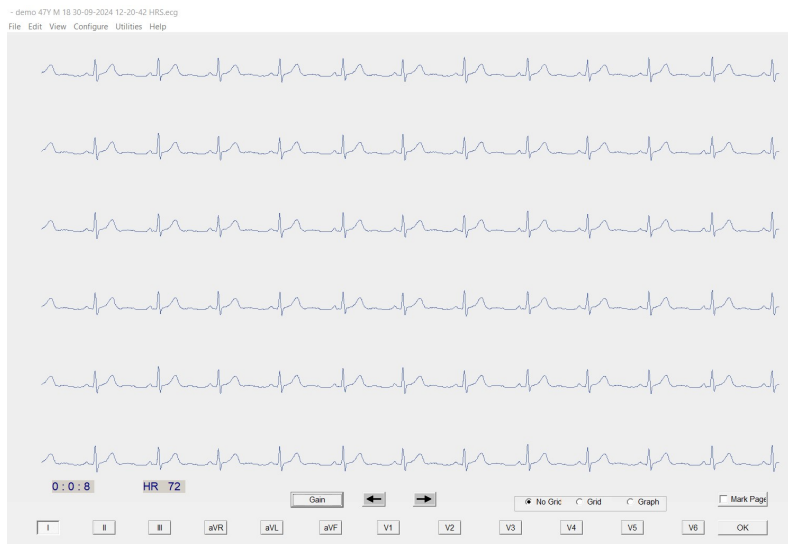 - demo 47Y M 18 30-09-2024 12-20-42 HRS.ecg
File Edit View Configure Utilities Help
0 : 0 : 8 HR 72
Gain No Gric Grid Graph Mark Page
I II III aVR aVL aVF V1 V2 V3 V4 V5 V6 OK